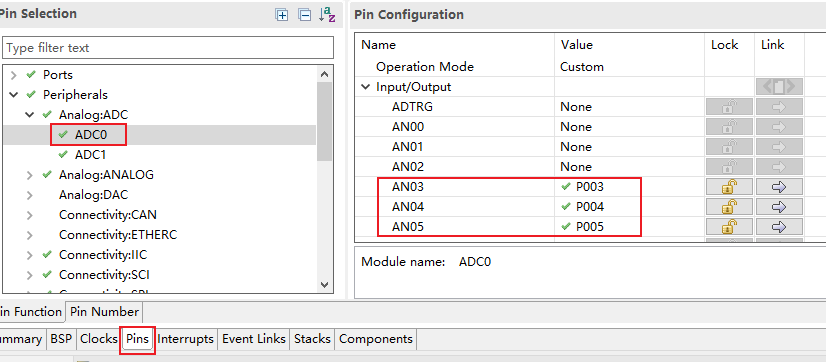 Pin Selection
Type filter text
Ports
Peripherals
Analog:ADC
ADC0
ADC1
Analog:ANALOG
Analog:DAC
Connectivity:CAN
Connectivity:ETHERC
Connectivity:IIC
Connectivity:SCI
Pin Configuration
Name Value Lock Link
Operation Mode Custom
Input/Output
ADTRG None
AN00 None
AN01 None
AN02 None
AN03 P003
AN04 P004
AN05 P005
Module name: ADC0
in Function Pin Number
ummary BSP Clocks Pins Interrupts Event Links Stacks Components